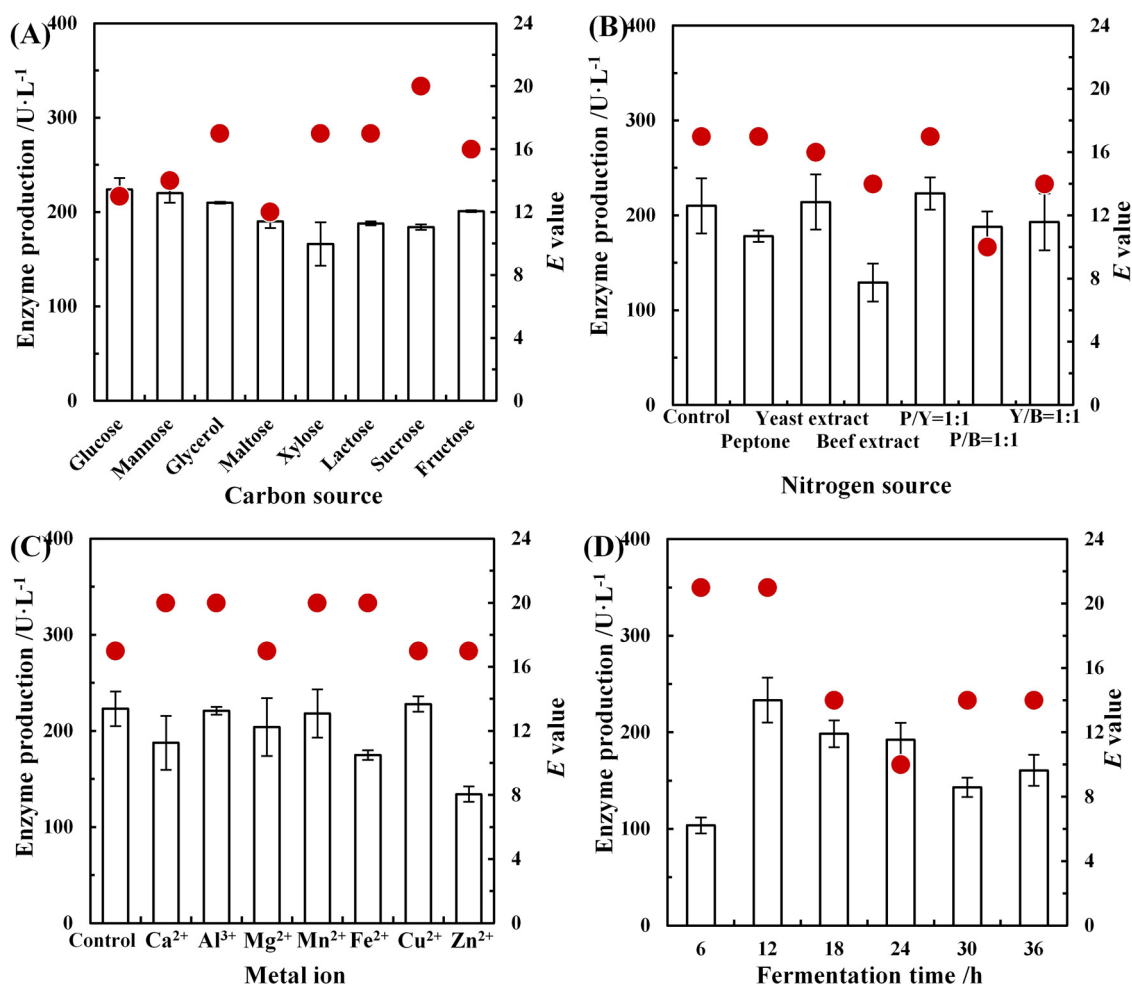 (A)
Enzyme production /U·L⁻¹
400
300
200
100
0
24
20
16
12
8
4
0
E value
Glucose
Mannose
Glycerol
Maltose
Xylose
Lactose
Sucrose
Fructose
Carbon source
(B)
Enzyme production /U·L⁻¹
400
300
200
100
0
24
20
16
12
8
4
0
E value
Control Yeast extract P/Y=1:1 Y/B=1:1
Peptone Beef extract P/B=1:1
Nitrogen source
(C)
Enzyme production /U·L⁻¹
400
300
200
100
0
24
20
16
12
8
4
0
E value
Control Ca²⁺ Al³⁺ Mg²⁺ Mn²⁺ Fe²⁺ Cu²⁺ Zn²⁺
Metal ion
(D)
Enzyme production /U·L⁻¹
400
300
200
100
0
24
20
16
12
8
4
0
E value
6 12 18 24 30 36
Fermentation time /h